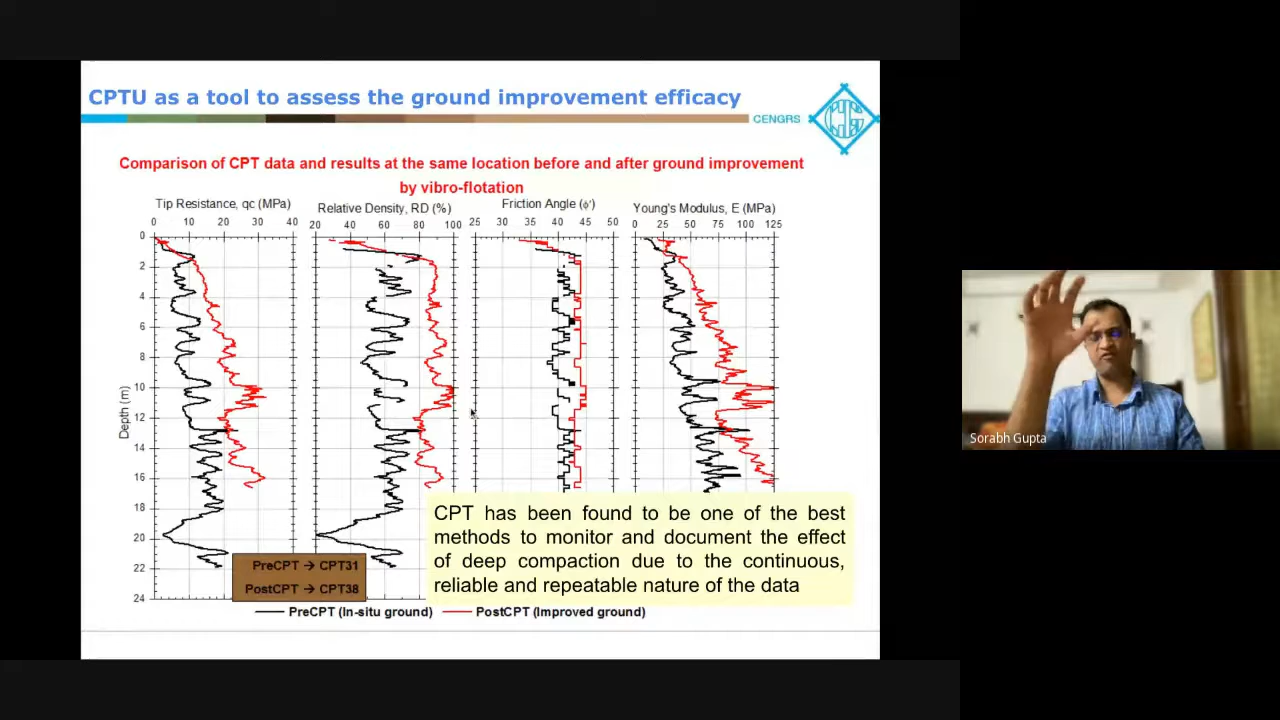 CPTU as a tool to assess the ground improvement efficacy
CENGRS
Comparison of CPT data and results at the same location before and after ground improvement
by vibro-flotation
Tip Resistance, qc (MPa)
0 10 20 30 40
Relative Density, RD (%)
20 40 60 80 100
Friction Angle (ϕ')
25 30 35 40 45 50
Young's Modulus, E (MPa)
0 25 50 75 100 125
Depth (m)
0
2
4
6
8
10
12
14
16
18
20
22
24
CPT has been found to be one of the best
methods to monitor and document the effect
of deep compaction due to the continuous,
reliable and repeatable nature of the data
PreCPT → CPT31
PostCPT → CPT38
PreCPT (In-situ ground)
PostCPT (Improved ground)
Sorabh Gupta